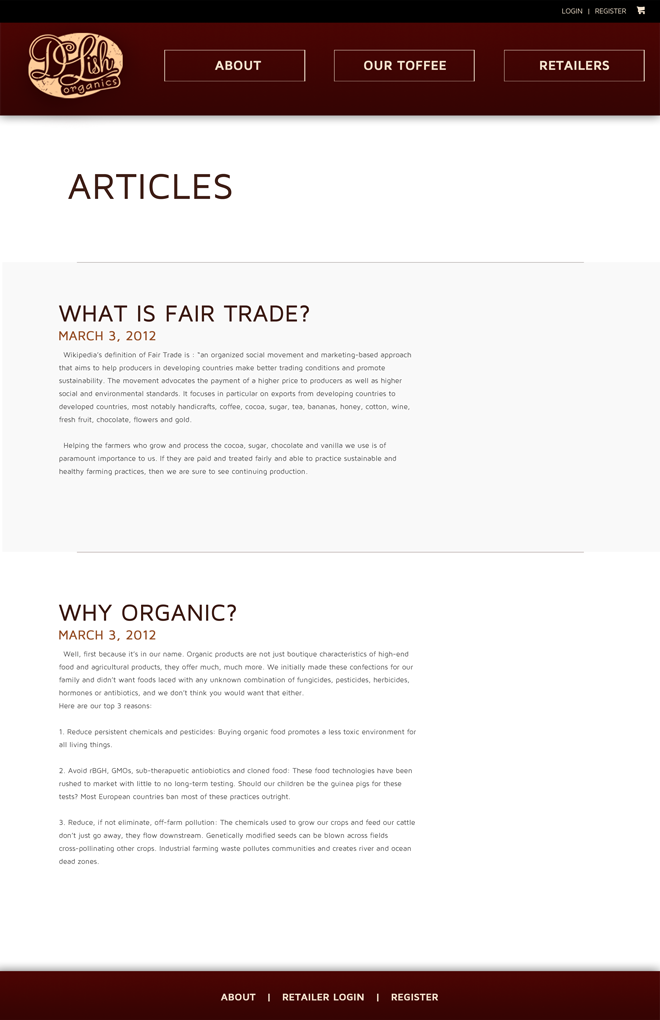 LOGIN | REGISTER
D'Lish
organics
ABOUT
OUR TOFFEE
RETAILERS
ARTICLES
WHAT IS FAIR TRADE?
MARCH 3, 2012
Wikipedia's definition of Fair Trade is : "an organized social movement and marketing-based approach
that aims to help producers in developing countries make better trading conditions and promote
sustainability. The movement advocates the payment of a higher price to producers as well as higher
social and environmental standards. It focuses in particular on exports from developing countries to
developed countries, most notably handicrafts, coffee, cocoa, sugar, tea, bananas, honey, cotton, wine,
fresh fruit, chocolate, flowers and gold.
Helping the farmers who grow and process the cocoa, sugar, chocolate and vanilla we use is of
paramount importance to us. If they are paid and treated fairly and able to practice sustainable and
healthy farming practices, then we are sure to see continuing production.
WHY ORGANIC?
MARCH 3, 2012
Well, first because it's in our name. Organic products are not just boutique characteristics of high-end
food and agricultural products, they offer much, much more. We initially made these confections for our
family and didn't want foods laced with any unknown combination of fungicides, pesticides, herbicides,
hormones or antibiotics, and we don't think you would want that either.
Here are our top 3 reasons:
1. Reduce persistent chemicals and pesticides: Buying organic food promotes a less toxic environment for
all living things.
2. Avoid rBGH, GMOs, sub-therapuetic antiobiotics and cloned food: These food technologies have been
rushed to market with little to no long-term testing. Should our children be the guinea pigs for these
tests? Most European countries ban most of these practices outright.
3. Reduce, if not eliminate, off-farm pollution: The chemicals used to grow our crops and feed our cattle
don't just go away, they flow downstream. Genetically modified seeds can be blown across fields
cross-pollinating other crops. Industrial farming waste pollutes communities and creates river and ocean
dead zones.
ABOUT | RETAILER LOGIN | REGISTER